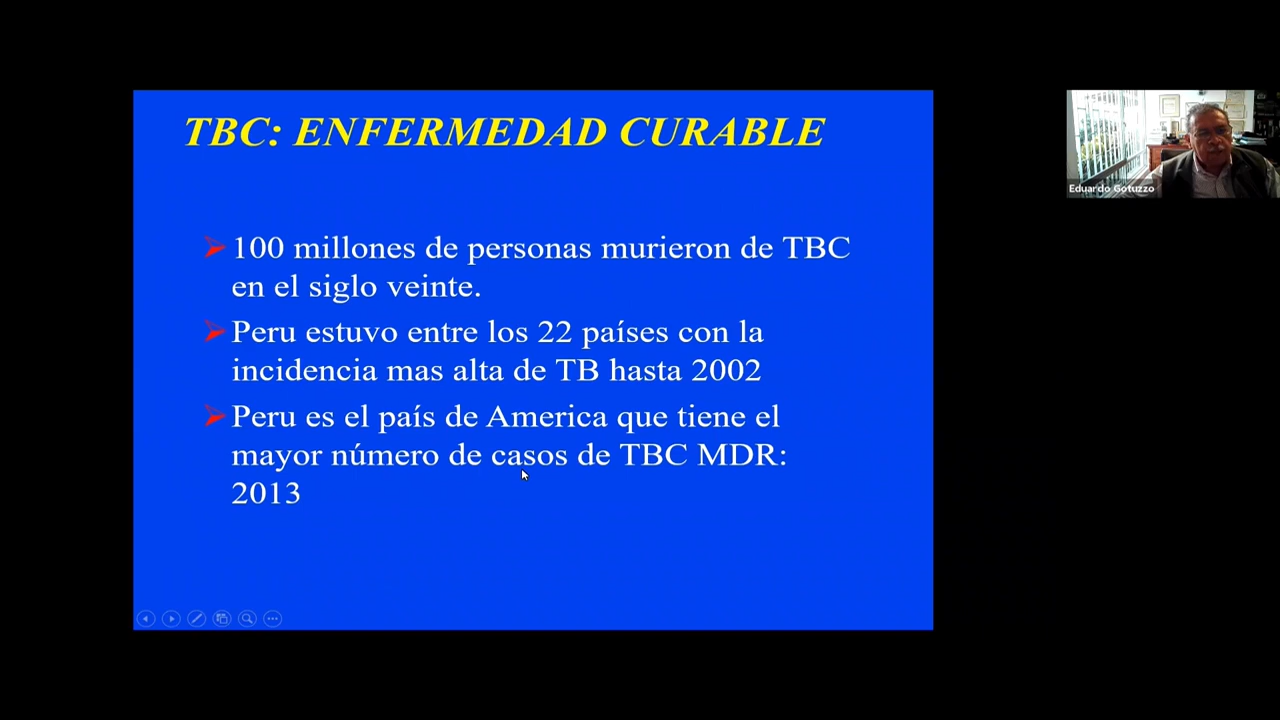 TBC: ENFERMEDAD CURABLE
100 millones de personas murieron de TBC
en el siglo veinte.
Peru estuvo entre los 22 países con la
incidencia mas alta de TB hasta 2002
Peru es el país de America que tiene el
mayor número de casos de TBC MDR:
2013
Eduardo Gotuzzo